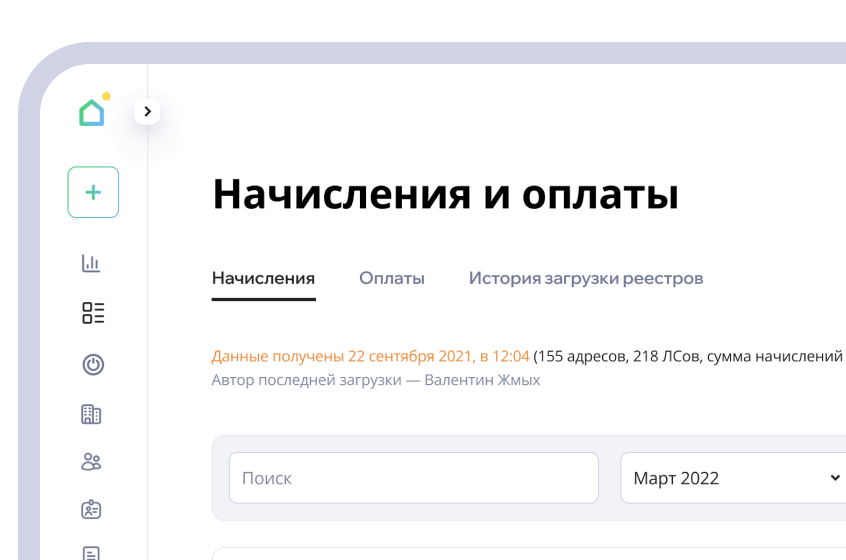 Начисления и оплаты
Начисления Оплаты История загрузки реестров
Данные получены 22 сентября 2021, в 12:04 (155 адресов, 218 ЛСов, сумма начислений
Автор последней загрузки — Валентин Жмых
Поиск Март 2022